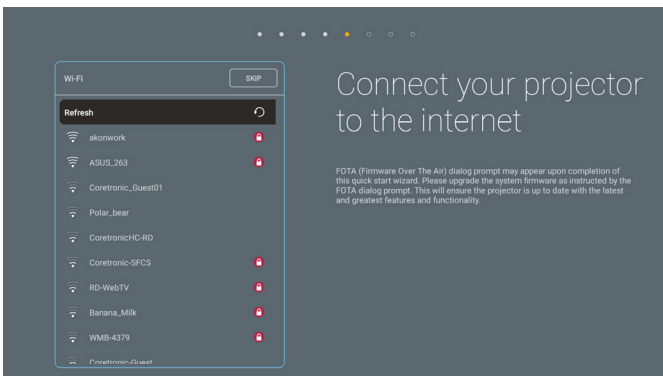 Wi-Fi
SKIP
Refresh
akonwork
ASUS_263
Coretronic_Guest01
Polar_bear
CoretronicHC-RD
Coretronic-SFCS
RD-WebTV
Banana_Milk
WMB-4379
Coretronic-Guest
Connect your projector
to the internet
FOTA (Firmware Over The Air) dialog prompt may appear upon completion of
this quick start wizard. Please upgrade the system firmware as instructed by the
FOTA dialog prompt. This will ensure the projector is up to date with the latest
and greatest features and functionality.